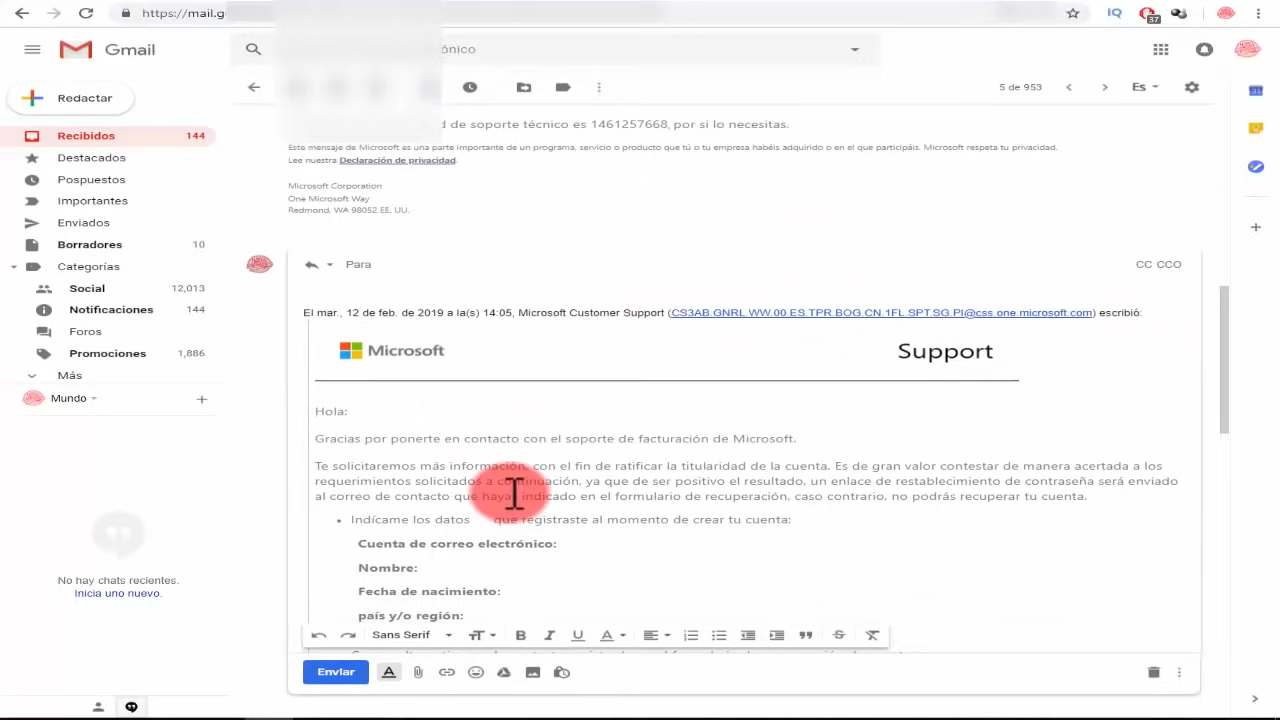 https://mail.g
37
Gmail
ónico
Redactar
5 de 953
Es
Recibidos 144
Destacados
Pospuestos
Importantes
Enviados
Borradores 10
Categorías
Social 12,013
Notificaciones 144
Foros
Promociones 1,886
Más
Mundo
No hay chats recientes.
Inicia uno nuevo.
d de soporte técnico es 1461257668, por si lo necesitas.
Este mensaje de Microsoft es una parte importante de un programa, servicio o producto que tú o tu empresa habéis adquirido o en el que participáis. Microsoft respeta tu privacidad.
Lee nuestra Declaración de privacidad.
Microsoft Corporation
One Microsoft Way
Redmond, WA 98052 EE. UU.
Para
CC CCO
El mar., 12 de feb. de 2019 a la(s) 14:05, Microsoft Customer Support (CS3AB.GNRL.WW.00.ES.TPR.BOG.CN.1FL.SPT.SG.PI@css.one.microsoft.com) escribió:
Microsoft
Support
Hola:
Gracias por ponerte en contacto con el soporte de facturación de Microsoft.
Te solicitaremos más información, con el fin de ratificar la titularidad de la cuenta. Es de gran valor contestar de manera acertada a los
requerimientos solicitados a continuación, ya que de ser positivo el resultado, un enlace de restablecimiento de contraseña será enviado
al correo de contacto que hayas indicado en el formulario de recuperación, caso contrario, no podrás recuperar tu cuenta.
• Indícame los datos que registraste al momento de crear tu cuenta:
Cuenta de correo electrónico:
Nombre:
Fecha de nacimiento:
país y/o región:
Sans Serif
Enviar